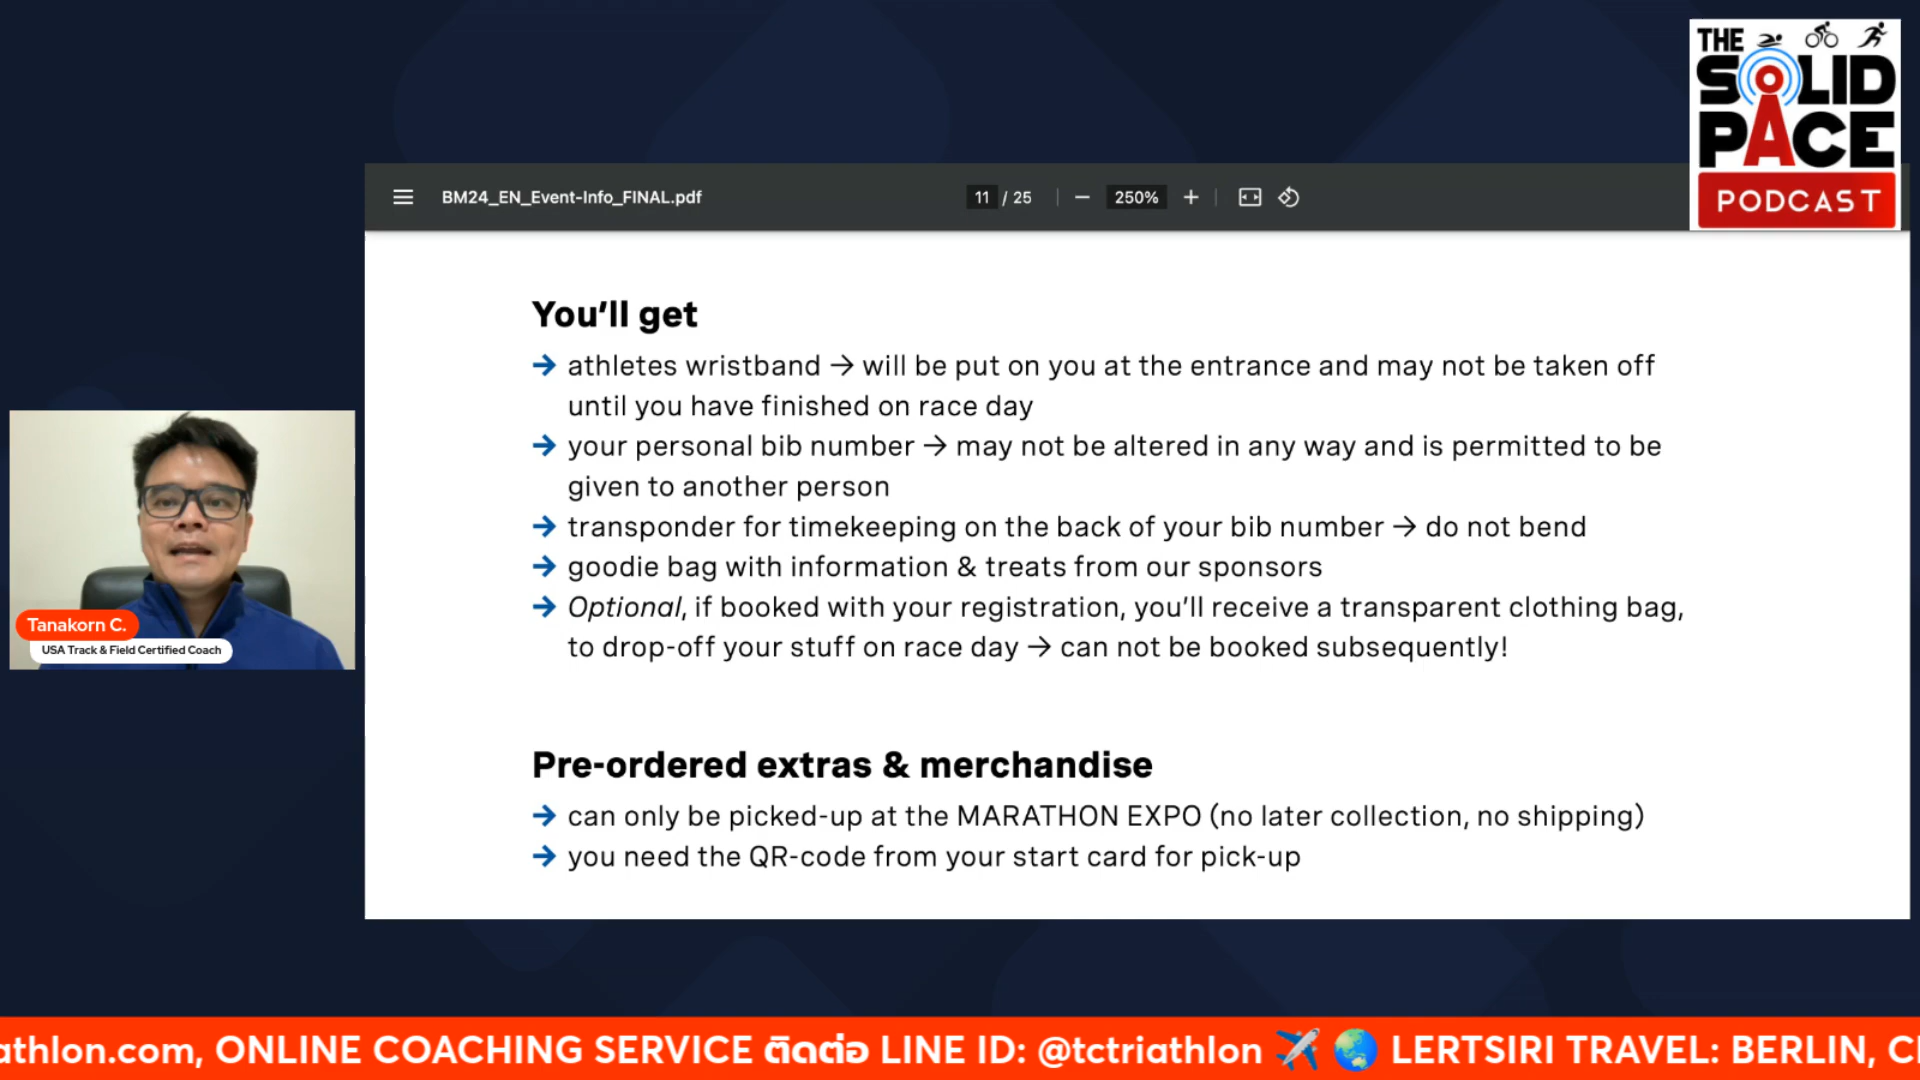 THE
SOLID
PACE
PODCAST
BM24_EN_Event-Info_FINAL.pdf
11 / 25
250%
You’ll get
→ athletes wristband → will be put on you at the entrance and may not be taken off
until you have finished on race day
→ your personal bib number → may not be altered in any way and is permitted to be
given to another person
→ transponder for timekeeping on the back of your bib number → do not bend
→ goodie bag with information & treats from our sponsors
→ Optional, if booked with your registration, you’ll receive a transparent clothing bag,
to drop-off your stuff on race day → can not be booked subsequently!
Pre-ordered extras & merchandise
→ can only be picked-up at the MARATHON EXPO (no later collection, no shipping)
→ you need the QR-code from your start card for pick-up
Tanakorn C.
USA Track & Field Certified Coach
athlon.com, ONLINE COACHING SERVICE ติดต่อ LINE ID: @tctriathlon ✈️ 🌏 LERTSIRI TRAVEL: BERLIN, C